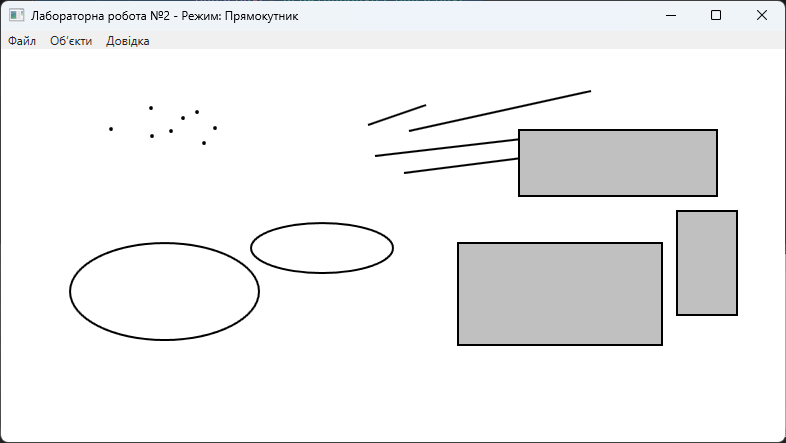 Лабораторна робота №2 - Режим: Прямокутник
Файл Об'єкти Довідка